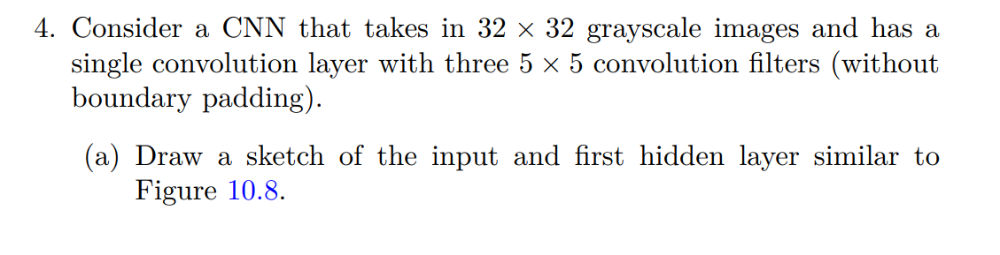 4. Consider a CNN that takes in 32 × 32 grayscale images and has a
single convolution layer with three 5 × 5 convolution filters (without
boundary padding).
(a) Draw a sketch of the input and first hidden layer similar to
Figure 10.8.